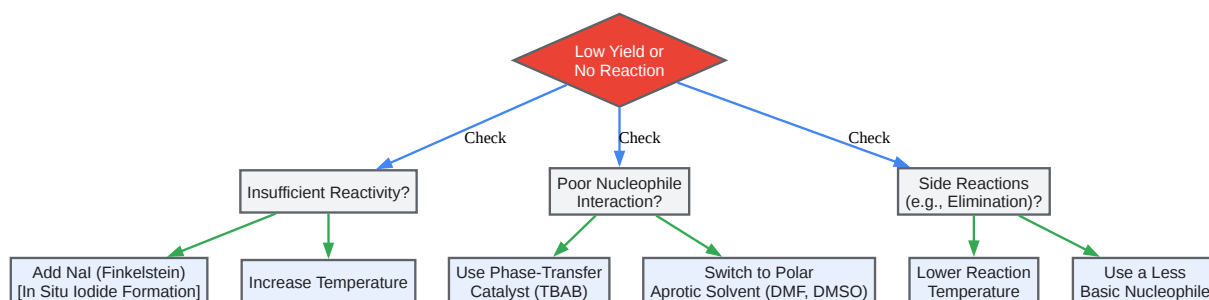 Low Yield or
No Reaction
Check
Check
Check
Insufficient Reactivity?
Poor Nucleophile
Interaction?
Side Reactions
(e.g., Elimination)?
Add NaI (Finkelstein)
[In Situ Iodide Formation]
Increase Temperature
Use Phase-Transfer
Catalyst (TBAB)
Switch to Polar
Aprotic Solvent (DMF, DMSO)
Lower Reaction
Temperature
Use a Less
Basic Nucleophile